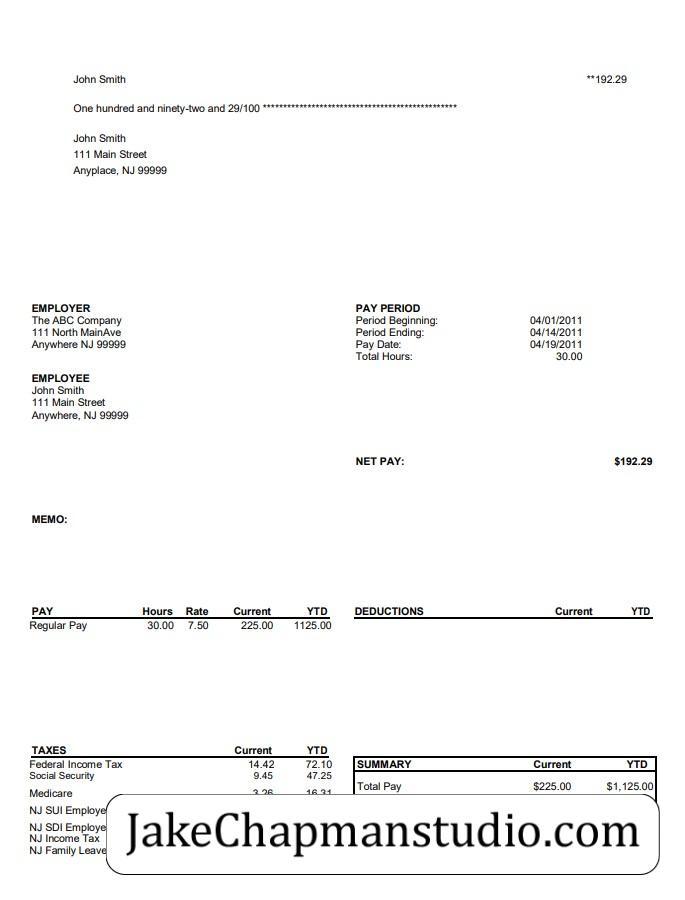 John Smith **192.29
One hundred and ninety-two and 29/100 ************************************************
John Smith
111 Main Street
Anyplace, NJ 99999
EMPLOYER
The ABC Company
111 North MainAve
Anywhere NJ 99999
PAY PERIOD
Period Beginning: 04/01/2011
Period Ending: 04/14/2011
Pay Date: 04/19/2011
Total Hours: 30.00
EMPLOYEE
John Smith
111 Main Street
Anywhere, NJ 99999
NET PAY: $192.29
MEMO:
PAY Hours Rate Current YTD
Regular Pay 30.00 7.50 225.00 1125.00
DEDUCTIONS Current YTD
TAXES Current YTD
Federal Income Tax 14.42 72.10
Social Security 9.45 47.25
Medicare 3.26 16.31
NJ SUI Employe
NJ SDI Employe
NJ Income Tax
NJ Family Leave
SUMMARY Current YTD
Total Pay $225.00 $1,125.00
JakeChapmanstudio.com